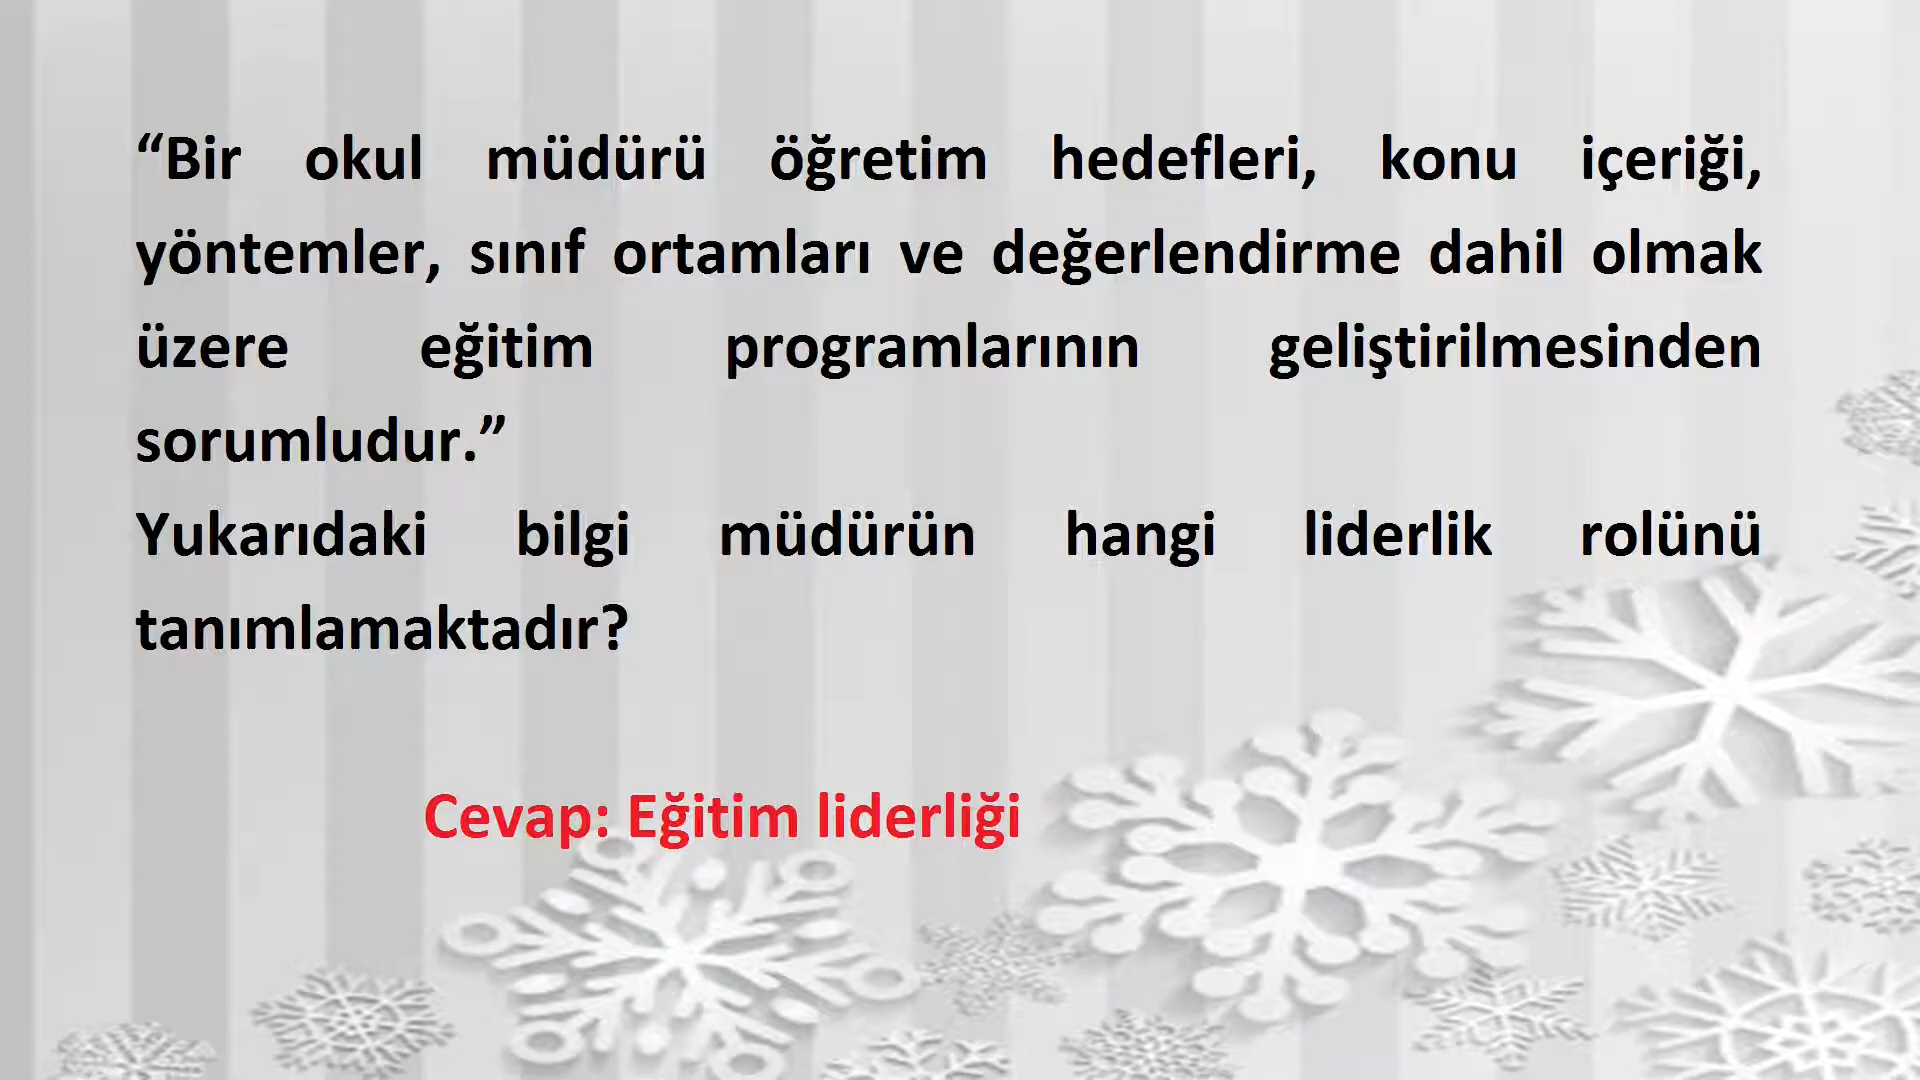 “Bir okul müdürü öğretim hedefleri, konu içeriği,
yöntemler, sınıf ortamları ve değerlendirme dahil olmak
üzere eğitim programlarının geliştirilmesinden
sorumludur.”
Yukarıdaki bilgi müdürün hangi liderlik rolünü
tanımlamaktadır?
Cevap: Eğitim liderliği